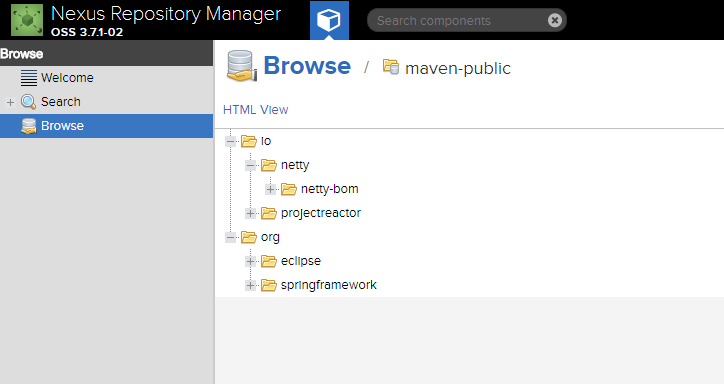 Nexus Repository Manager
OSS 3.7.1-02
Search components
Browse
Welcome
Search
Browse
Browse / maven-public
HTML View
io
netty
netty-bom
projectreactor
org
eclipse
springframework